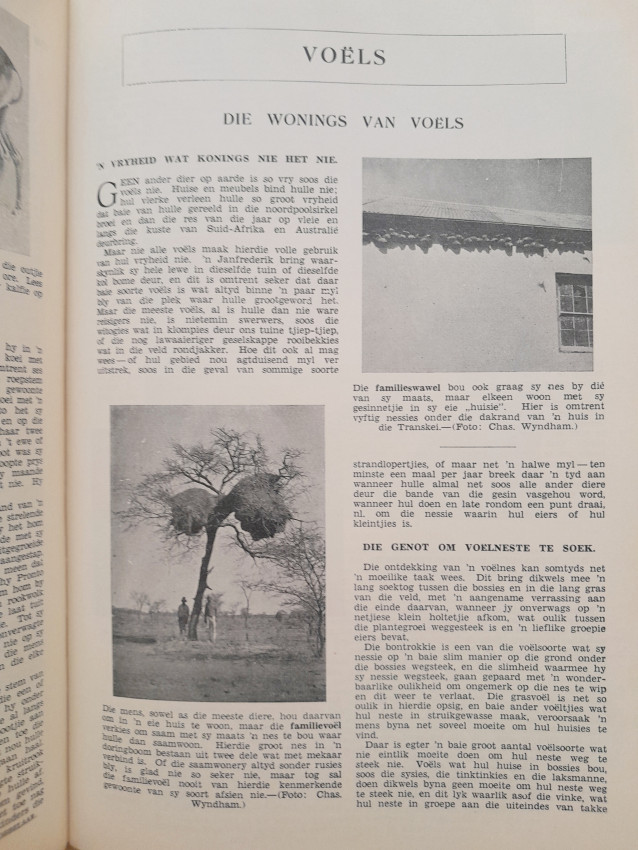 VOËLS
DIE WONINGS VAN VOELS
'N VRYHEID WAT KONINGS NIE HET NIE.
GEEN ander dier op aarde is so vry soos die
voëls nie. Huise en meubels bind hulle nie;
hul vlerke verleen hulle so groot vryheid
dat baie van hulle gereeld in die noordpoolsirkel
broei en dan die res van die jaar op vleie en
langs die kuste van Suid-Afrika en Australië
deurbring.
Maar nie alle voëls maak hierdie volle gebruik
van hul vryheid nie. 'n Janfrederik bring waar-
skynlik sy hele lewe in dieselfde tuin of dieselfde
kol bome deur, en dit is omtrent seker dat daar
baie soorte voëls is wat altyd binne 'n paar myl
bly van die plek waar hulle grootgeword het.
Maar die meeste voëls, al is hulle dan nie ware
reisigers nie, is nietemin swerwers, soos die
witogies wat in klompies deur ons tuine tjiep-tjiep,
of die nog lawaaieriger geselskappe rooibekkies
wat in die veld rondjakker. Hoe dit ook al mag
wees—of hul gebied nou agtduisend myl ver
uitstrek, soos in die geval van sommige soorte
Die mens, sowel as die meeste diere, hou daarvan
om in 'n eie huis te woon, maar die familievoël
verkies om saam met sy maats 'n nes te bou waar
hulle dan saamwoon. Hierdie groot nes in 'n
doringboom bestaan uit twee dele wat met mekaar
verbind is. Of die saamwonery altyd sonder rusies
bly, is glad nie so seker nie, maar tog sal
die familievoël nooit van hierdie kenmerkende
gewoonte van sy soort afsien nie.—(Foto: Chas.
Wyndham.)
Die familieswawel bou ook graag sy nes by dié
van sy maats, maar elkeen woon met sy
gesinnetjie in sy eie „huisie". Hier is omtrent
vyftig nessies onder die dakrand van 'n huis in
die Transkei.—(Foto: Chas. Wyndham.)
strandlopertjies, of maar net 'n halwe myl—ten
minste een maal per jaar breek daar 'n tyd aan
wanneer hulle almal net soos alle ander diere
deur die bande van die gesin vasgehou word,
wanneer hul doen en late rondom een punt draai,
nl. om die nessie waarin hul eiers of hul
kleintjies is.
DIE GENOT OM VOELNESTE TE SOEK.
Die ontdekking van 'n voëlnes kan somtyds net
'n moeilike taak wees. Dit bring dikwels mee 'n
lang soektog tussen die bossies en in die lang gras
van die veld, met 'n aangename verrassing aan
die einde daarvan, wanneer jy onverwags op 'n
netjiese klein holtetjie afkom, wat oulik tussen
die plantegroei weggesteek is en 'n lieflike groepie
eiers bevat.
Die bontrokkie is een van die voëlsoorte wat sy
nessie op 'n baie slim manier op die grond onder
die bossies wegsteek, en die slimheid waarmee hy
sy nessie wegsteek, gaan gepaard met 'n wonder-
baarlike oulikheid om ongemerk op die nes te wip
en dit weer te verlaat. Die grasvoël is net so
oulik in hierdie opsig, en baie ander voëltjies wat
hul neste in struikgewasse maak, veroorsaak 'n
mens byna net soveel moeite om hul huisies te
vind.
Daar is egter 'n baie groot aantal voëlsoorte wat
nie eintlik moeite doen om hul neste weg te
steek nie. Voëls wat hul huise in bossies bou,
soos die sysies, die tinktinkies en die laksmanne,
doen dikwels byna geen moeite om hul neste weg
te steek nie, en dit lyk waarlik asof die vinke, wat
hul neste in groepe aan die uiteindes van takke